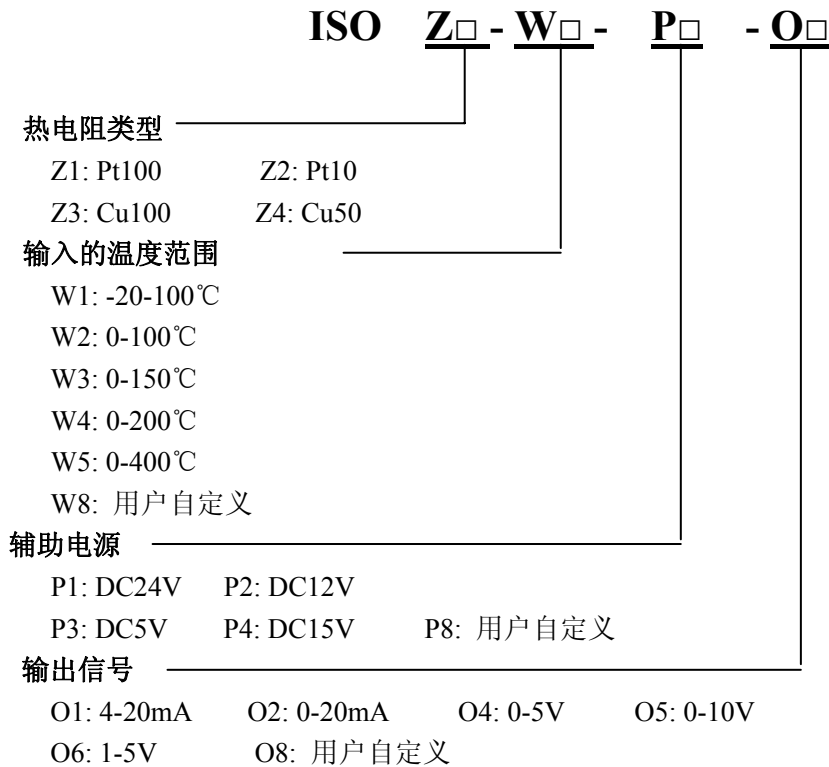 ISO Z□ - W□ - P□ - O□
热电阻类型
Z1: Pt100 Z2: Pt10
Z3: Cu100 Z4: Cu50
输入的温度范围
W1: -20-100℃
W2: 0-100℃
W3: 0-150℃
W4: 0-200℃
W5: 0-400℃
W8: 用户自定义
辅助电源
P1: DC24V P2: DC12V
P3: DC5V P4: DC15V P8: 用户自定义
输出信号
O1: 4-20mA O2: 0-20mA O4: 0-5V O5: 0-10V
O6: 1-5V O8: 用户自定义